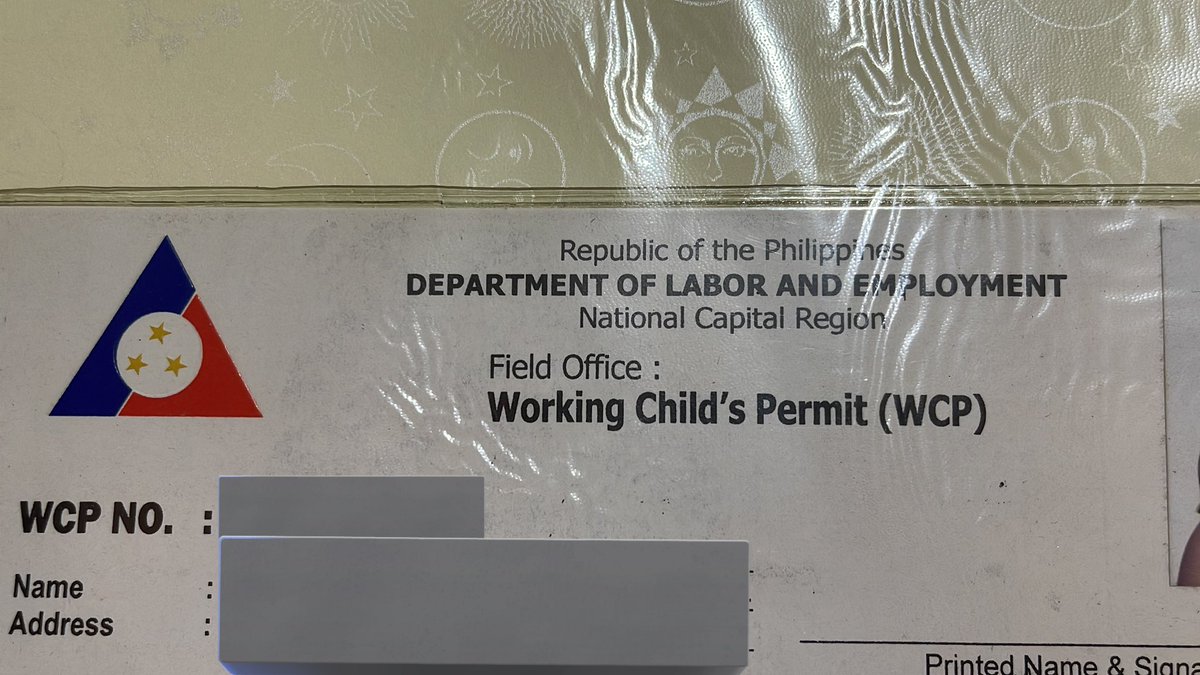 Republic of the Philippines
DEPARTMENT OF LABOR AND EMPLOYMENT
National Capital Region
Field Office :
Working Child's Permit (WCP)
WCP NO. :
Name :
Address :
Printed Name &